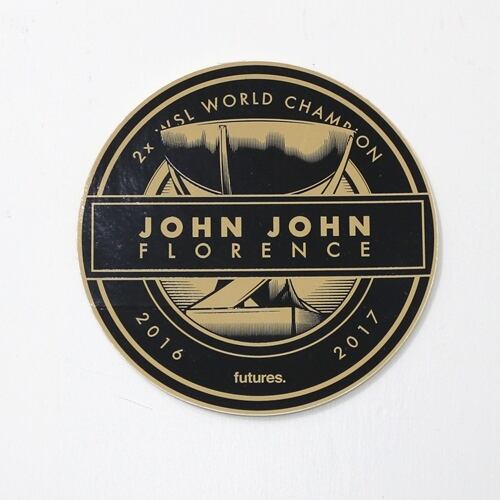 2x WSL WORLD CHAMPION
JOHN JOHN
FLORENCE
2016
2017
futures.